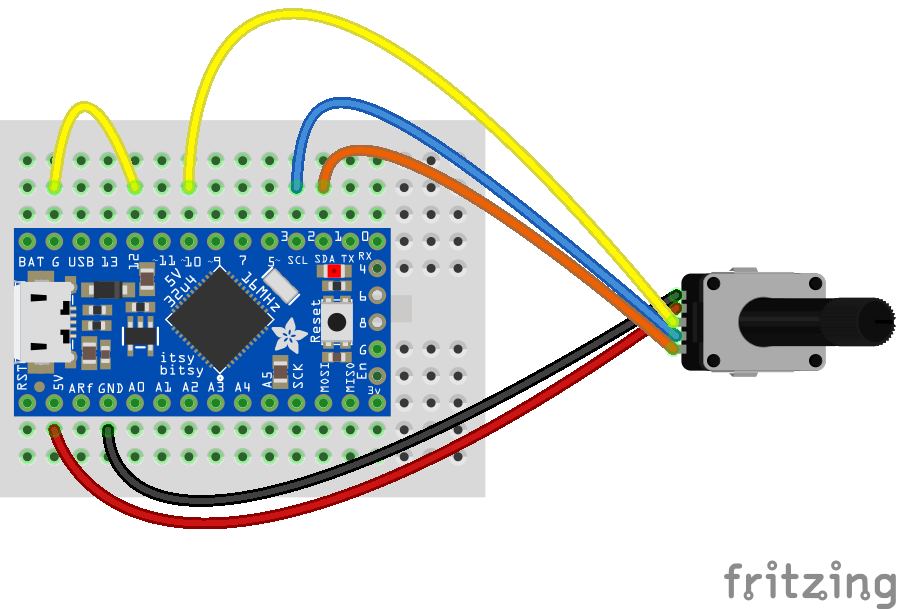 3 2 1 0
BAT G USB 13 12 ~11 ~10 ~9 7 5~ SCL SDA TX RX
4
6
8
G
En
3v
5V
32u4
16MHz
Reset
itsy
bitsy
RST 5V ARf GND A0 A1 A2 A3 A4 A5 SCK MOSI MISO
fritzing